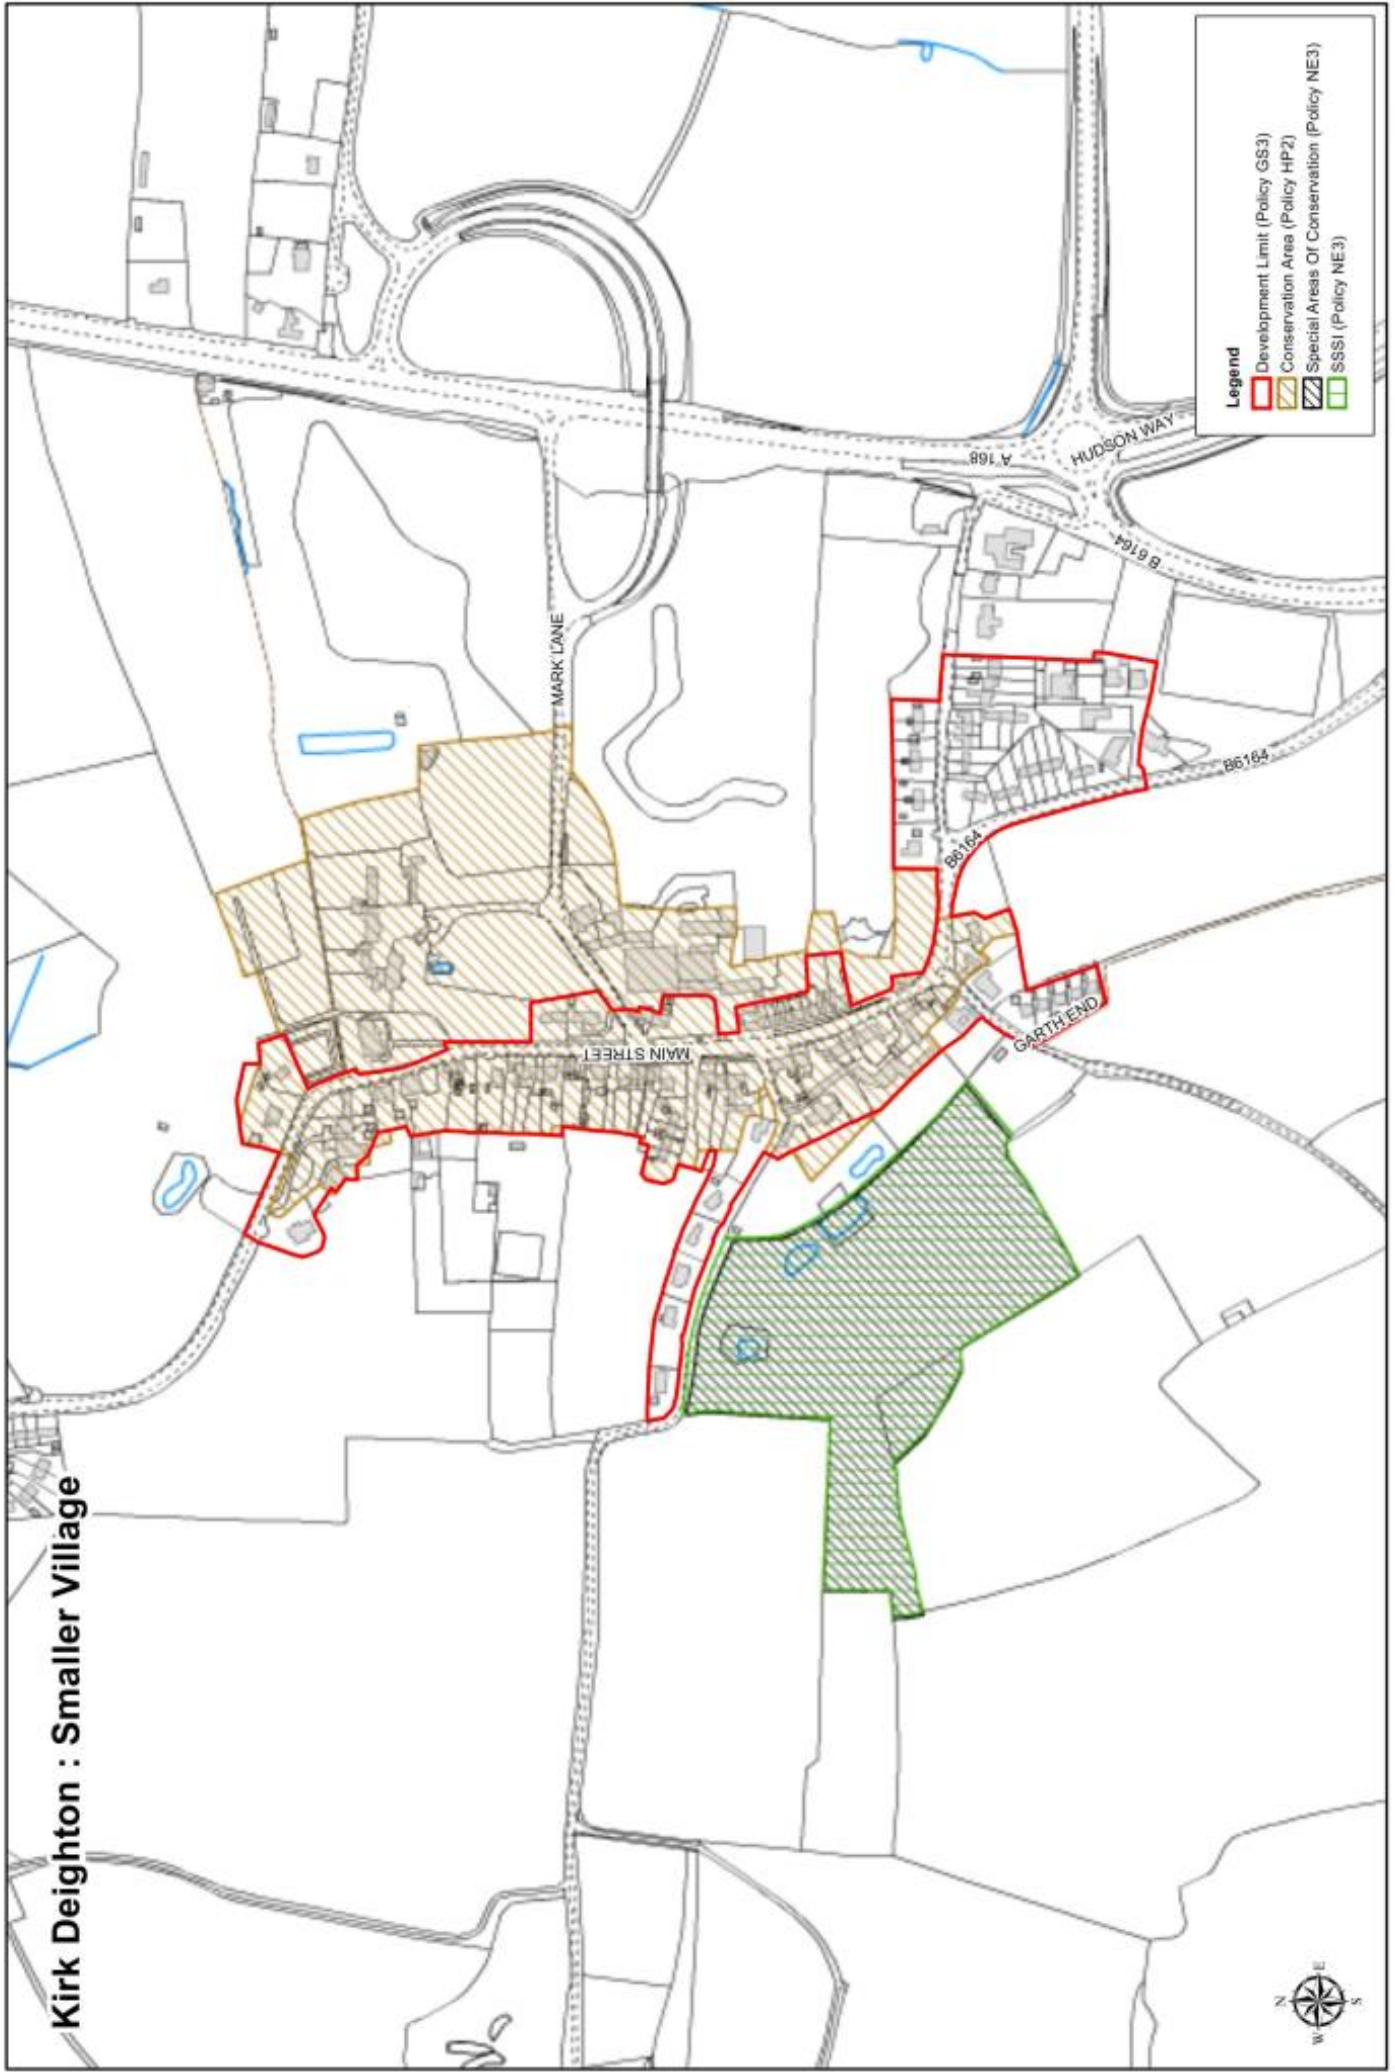 Kirk Deighton : Smaller Village
MARK LANE
MAIN STREET
GARTH END
B6164
B6164
B 6164
A 168
HUDSON WAY
Legend
Development Limit (Policy GS3)
Conservation Area (Policy HP2)
Special Areas Of Conservation (Policy NE3)
SSSI (Policy NE3)
N
W E
S